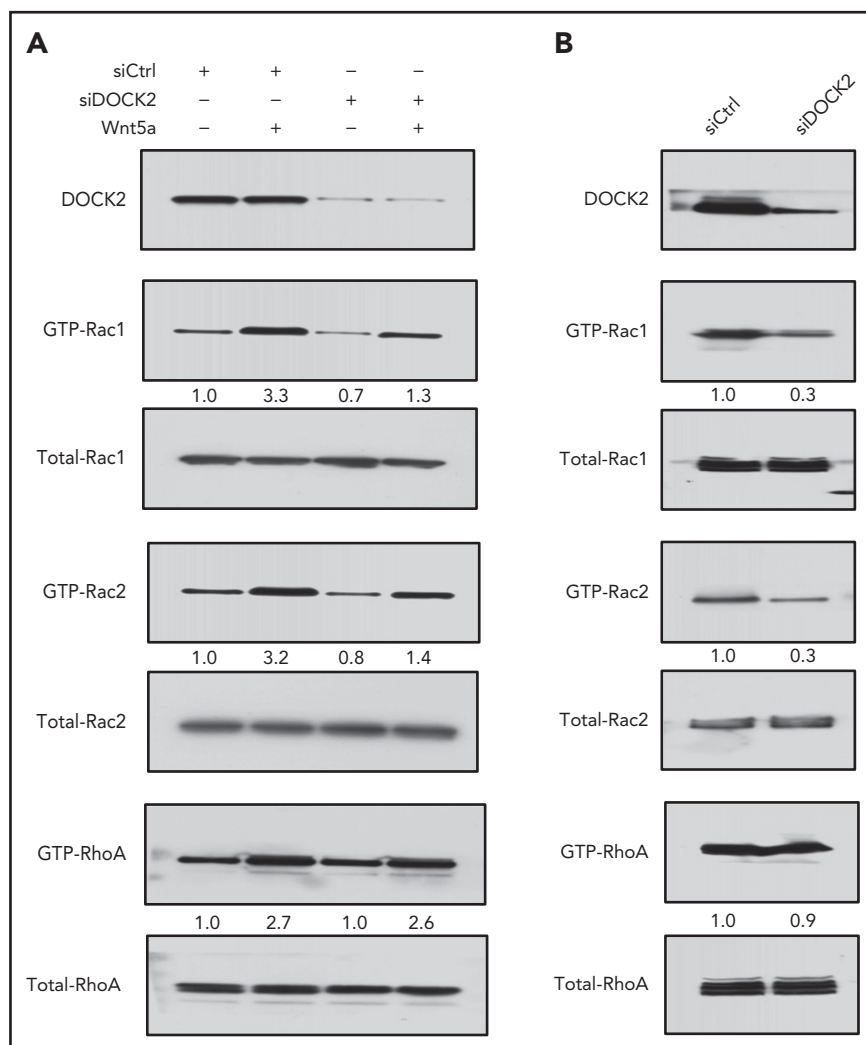 A
siCtrl + + – –
siDOCK2 – – + +
Wnt5a – + – +
DOCK2
GTP-Rac1
1.0 3.3 0.7 1.3
Total-Rac1
GTP-Rac2
1.0 3.2 0.8 1.4
Total-Rac2
GTP-RhoA
1.0 2.7 1.0 2.6
Total-RhoA
B
siCtrl siDOCK2
DOCK2
GTP-Rac1
1.0 0.3
Total-Rac1
GTP-Rac2
1.0 0.3
Total-Rac2
GTP-RhoA
1.0 0.9
Total-RhoA